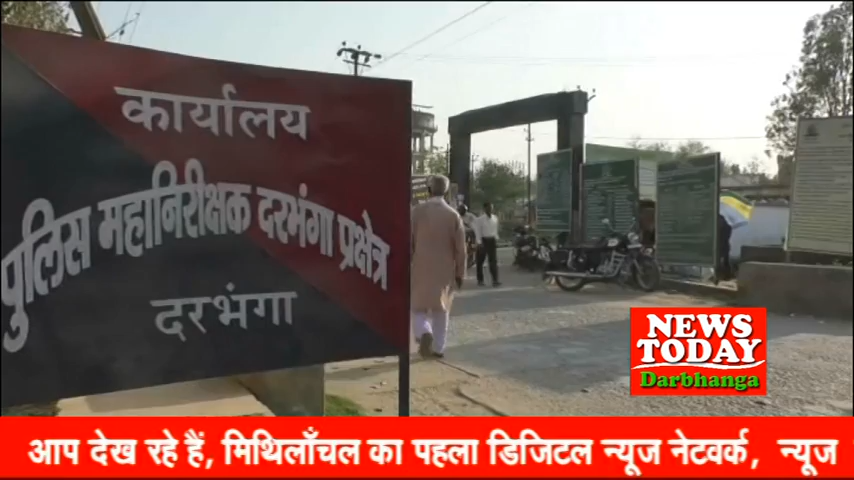 कार्यालय
पुलिस महानिरीक्षक दरभंगा प्रक्षेत्र
दरभंगा
NEWS
TODAY
Darbhanga
आप देख रहे हैं, मिथिलाँचल का पहला डिजिटल न्यूज नेटवर्क, न्यूज